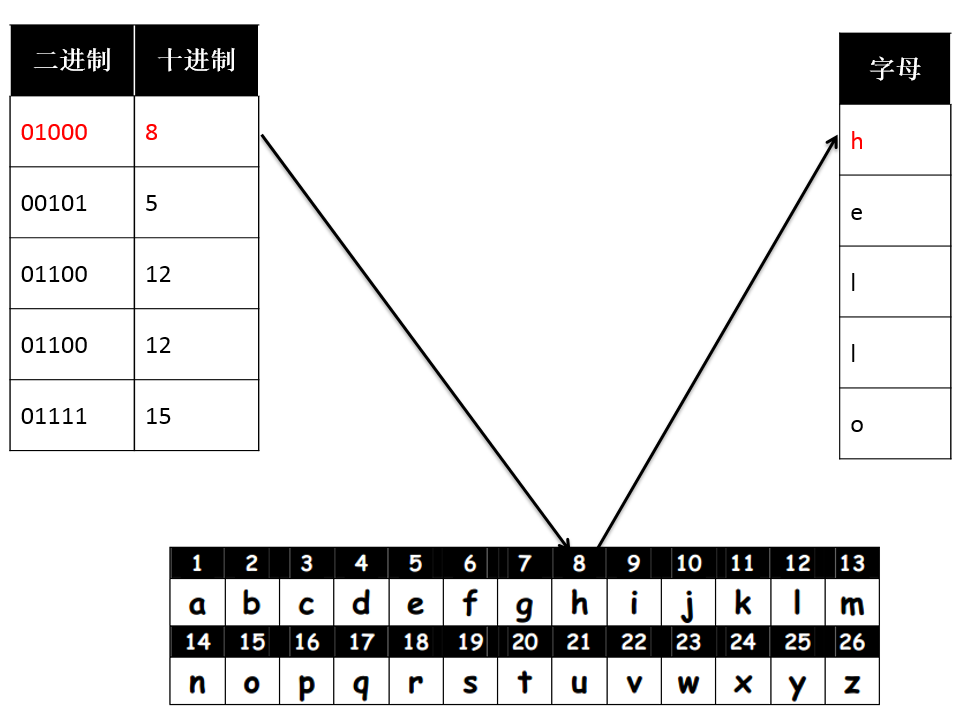 二进制 十进制
01000 8
00101 5
01100 12
01100 12
01111 15
字母
h
e
l
l
o
1 2 3 4 5 6 7 8 9 10 11 12 13
a b c d e f g h i j k l m
14 15 16 17 18 19 20 21 22 23 24 25 26
n o p q r s t u v w x y z